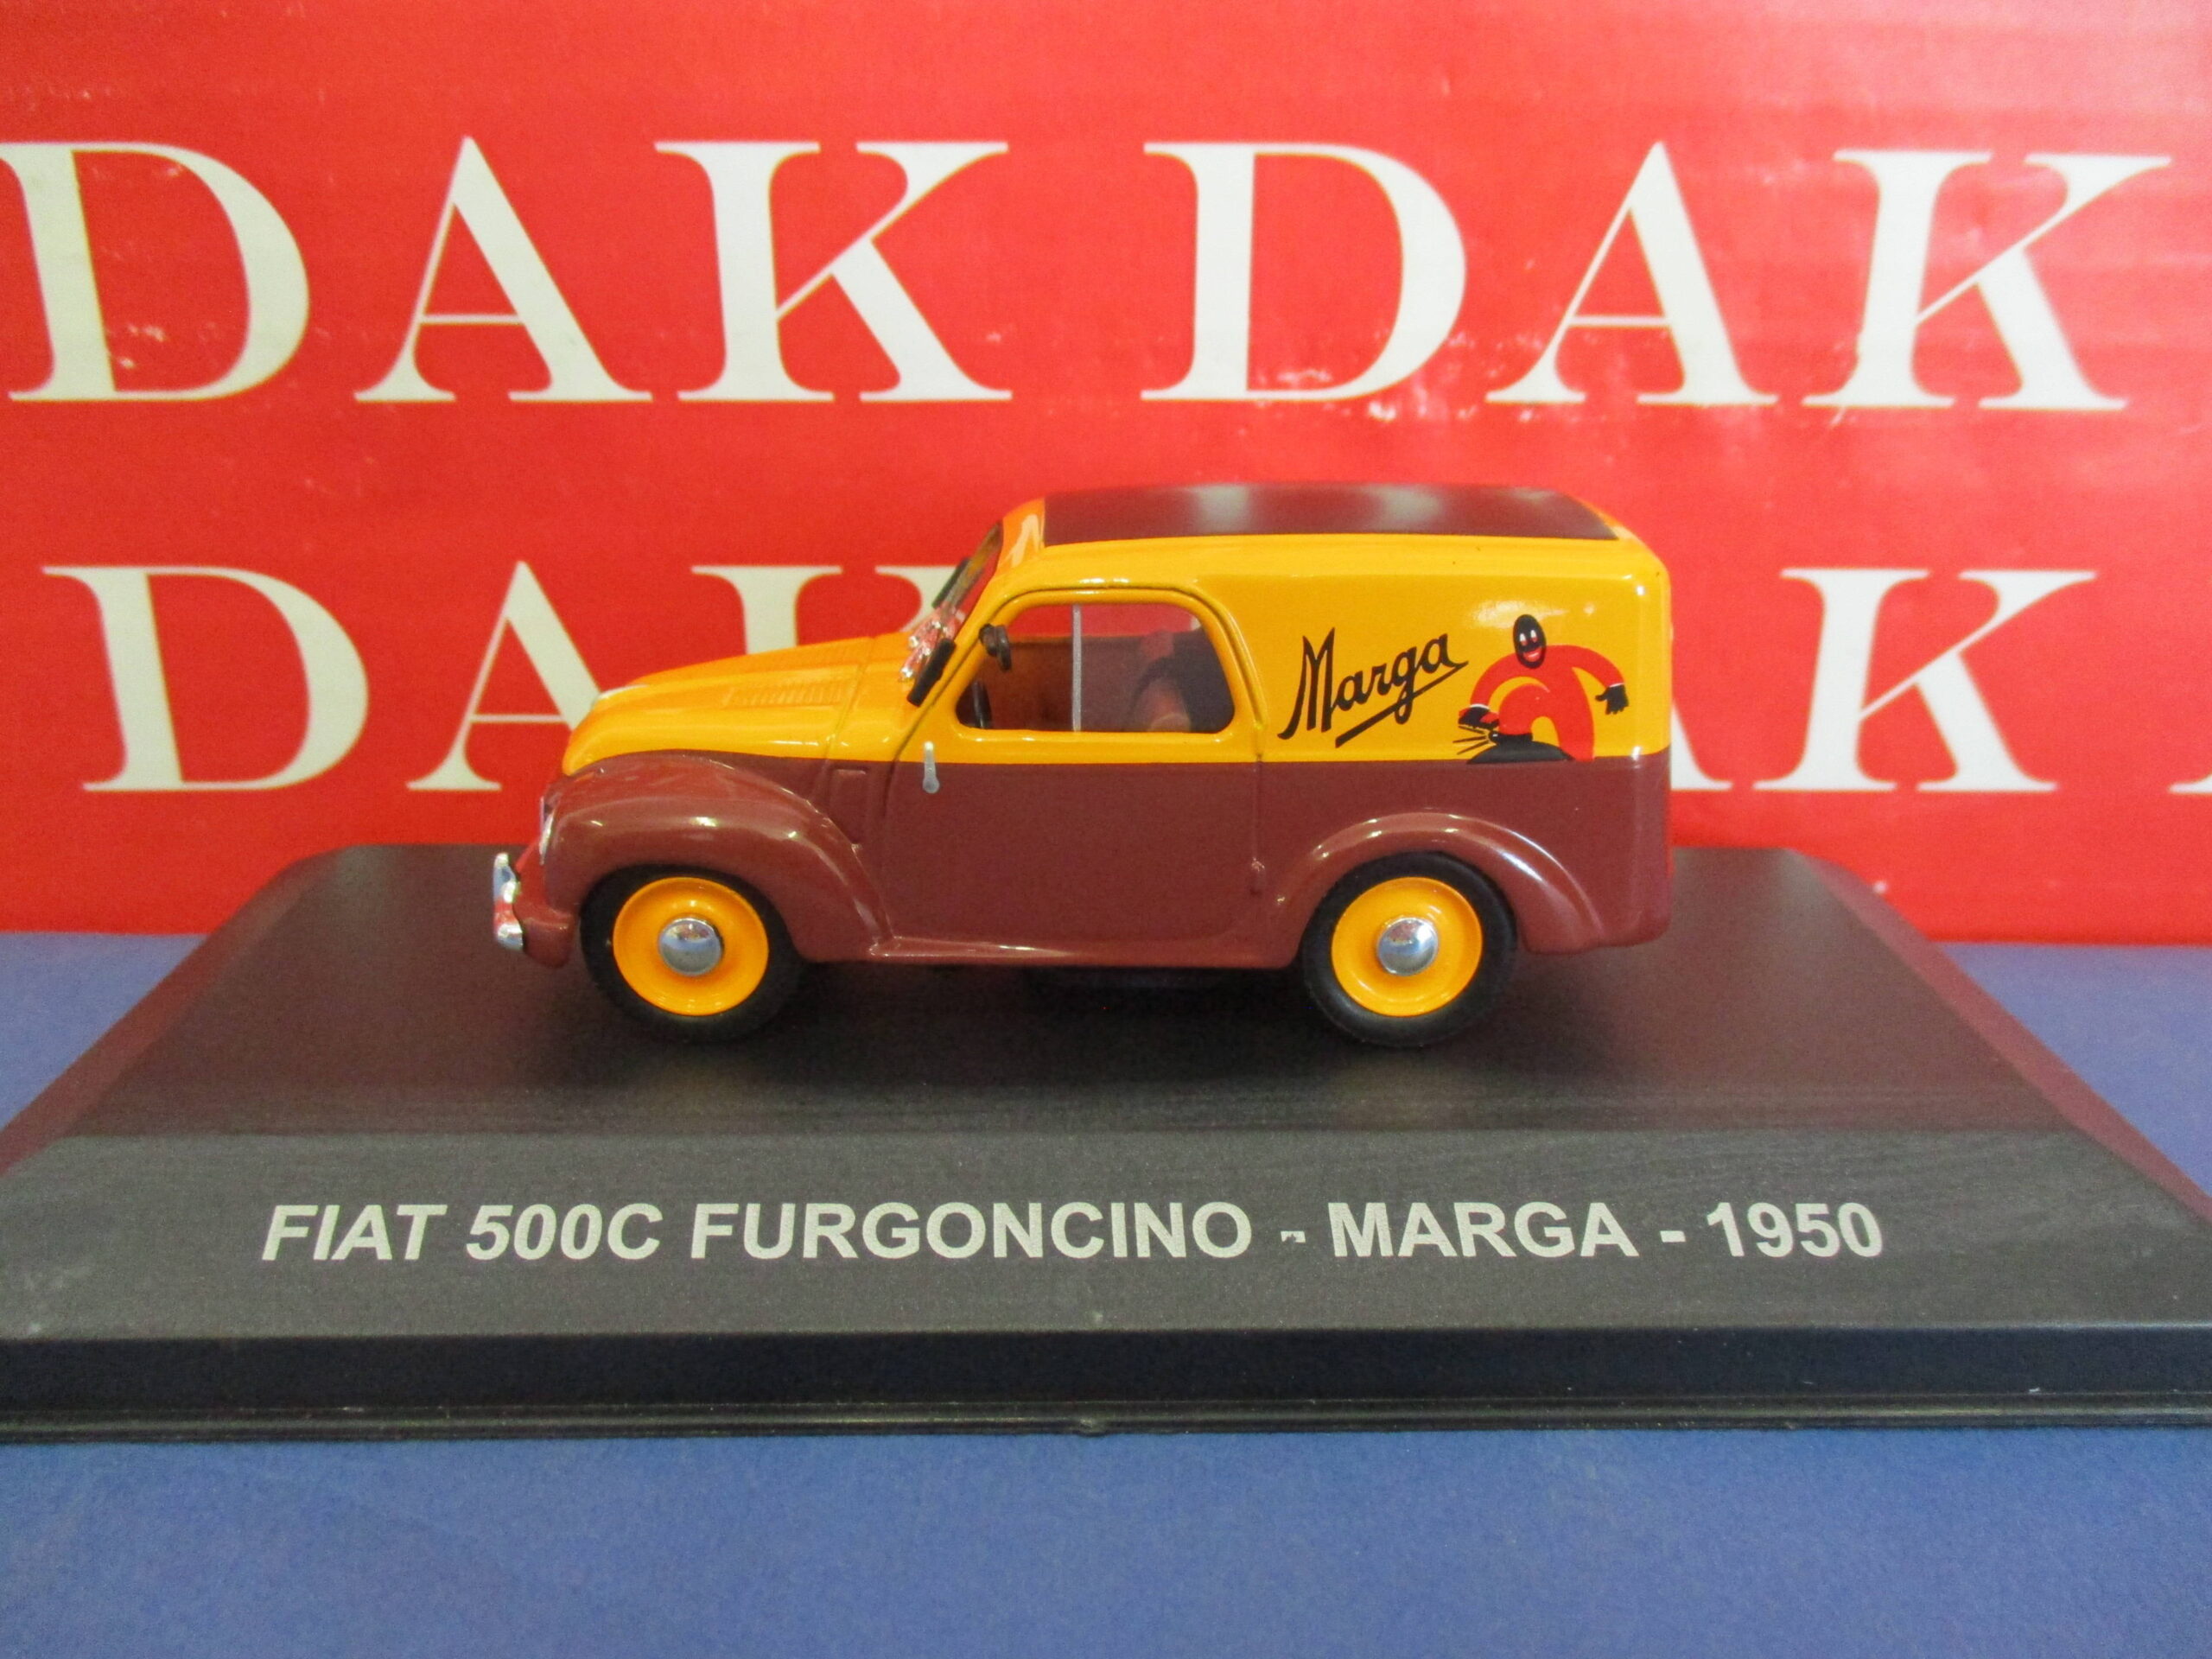 DAK DAK
DAK
Marga
FIAT 500C FURGONCINO - MARGA - 1950